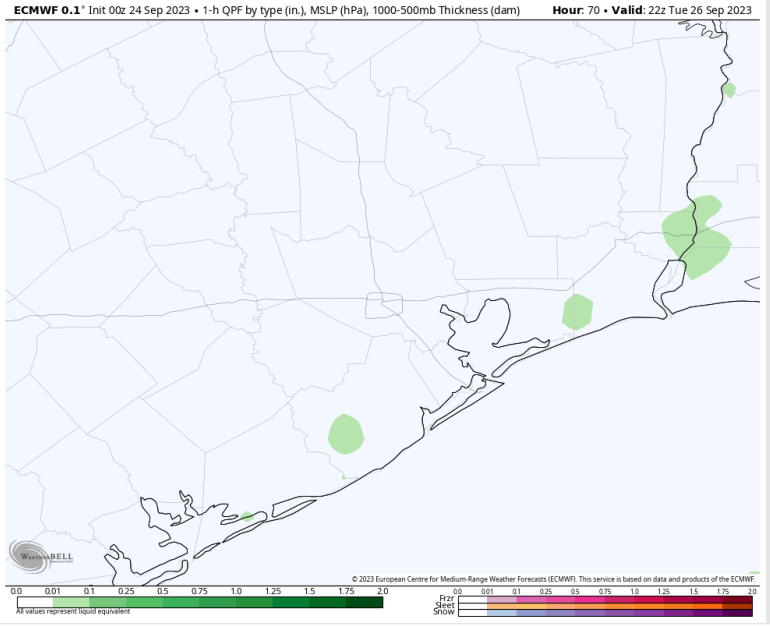 ECMWF 0.1° Init 00z 24 Sep 2023 • 1-h QPF by type (in.), MSLP (hPa), 1000-500mb Thickness (dam)
Hour: 70 • Valid: 22z Tue 26 Sep 2023
WEATHERBELL
© 2023 European Centre for Medium-Range Weather Forecasts (ECMWF). This service is based on data and products of the ECMWF.
0.0 0.01 0.1 0.25 0.5 0.75 1.0 1.25 1.5 1.75 2.0
All values represent liquid equivalent
0.0 0.01 0.1 0.25 0.5 0.75 1.0 1.25 1.5 1.75 2.0
Frzr
Sleet
Snow